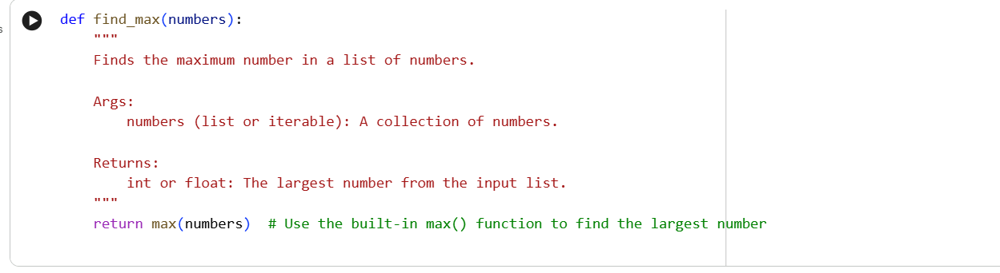 def find_max(numbers):
    """
    Finds the maximum number in a list of numbers.

    Args:
        numbers (list or iterable): A collection of numbers.

    Returns:
        int or float: The largest number from the input list.
    """
    return max(numbers)  # Use the built-in max() function to find the largest number